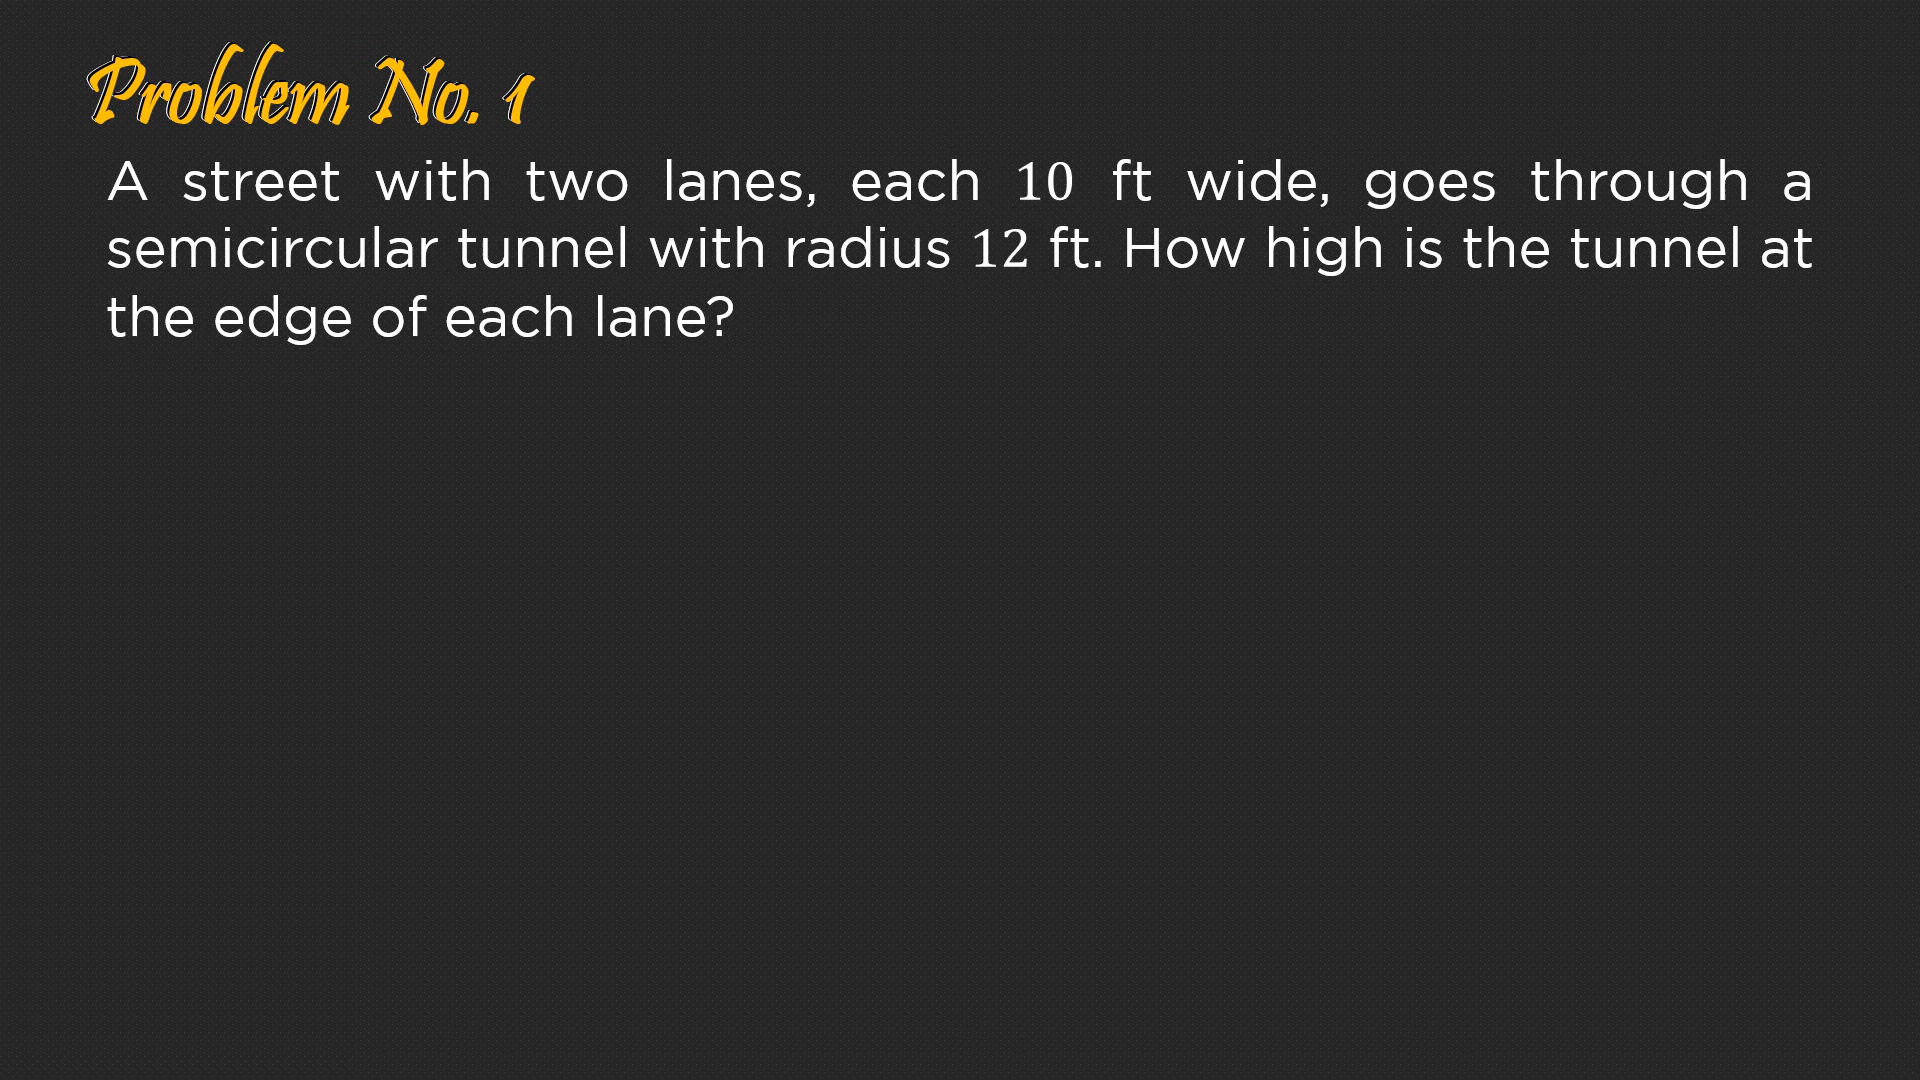 Problem No. 1
A street with two lanes, each 10 ft wide, goes through a
semicircular tunnel with radius 12 ft. How high is the tunnel at
the edge of each lane?